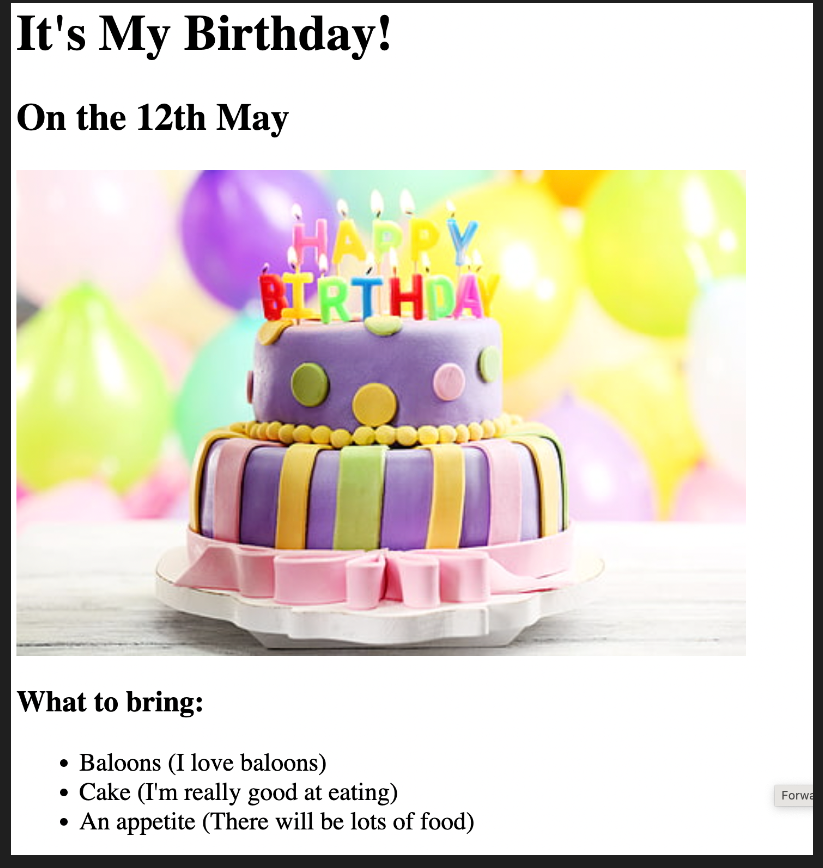 It's My Birthday!
On the 12th May
HAPPY
BIRTHDAY
What to bring:
Baloons (I love baloons)
Cake (I'm really good at eating)
An appetite (There will be lots of food)